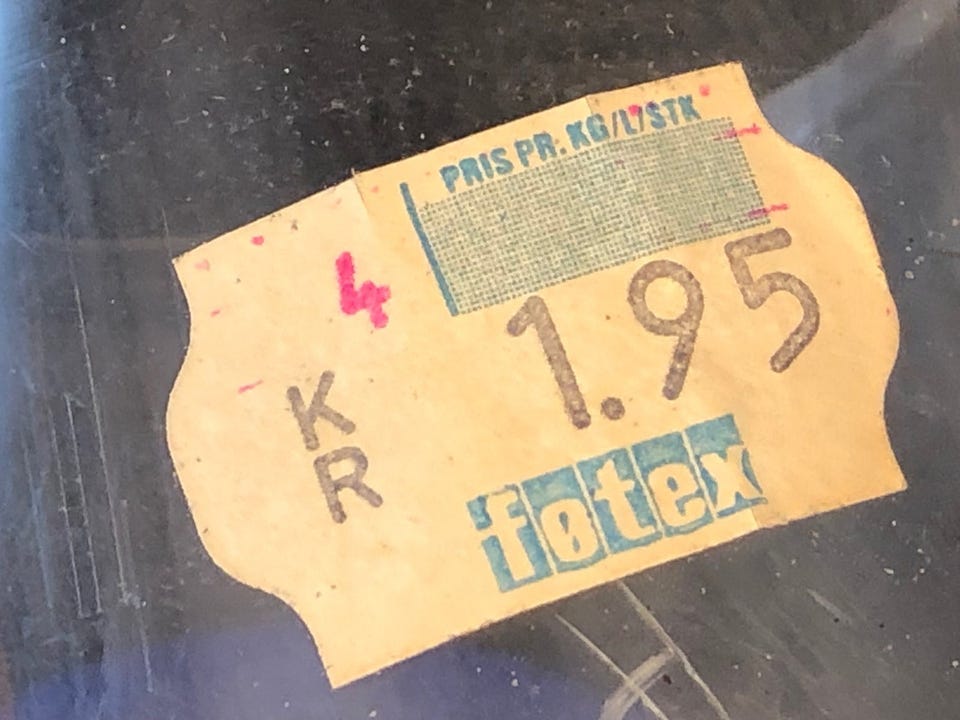 PRIS PR. KG/L/STK
4
KR
1.95
føtex